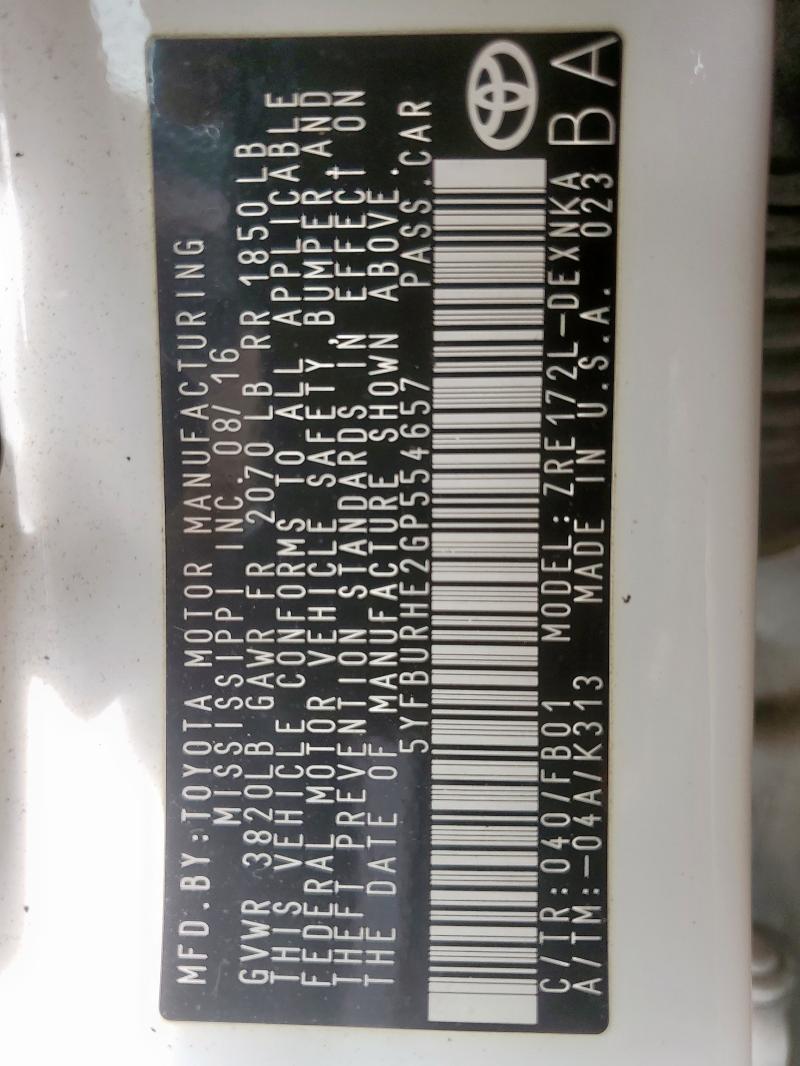 MFD.BY:TOYOTA MOTOR MANUFACTURING
MISSISSIPPI INC. 08/16
GVWR 3820LB GAWR FR 2070 LB RR 1850 LB
THIS VEHICLE CONFORMS TO ALL APPLICABLE
FEDERAL MOTOR VEHICLE SAFETY BUMPER AND
THEFT PREVENTION STANDARDS IN EFFECT ON
THE DATE OF MANUFACTURE SHOWN ABOVE.
5YFBURHE2GP554657 PASS.CAR
C/TR:040/FB01 MODEL:ZRE172L-DEXNKA
A/TM:-04A/K313 MADE IN U.S.A. 023
BA